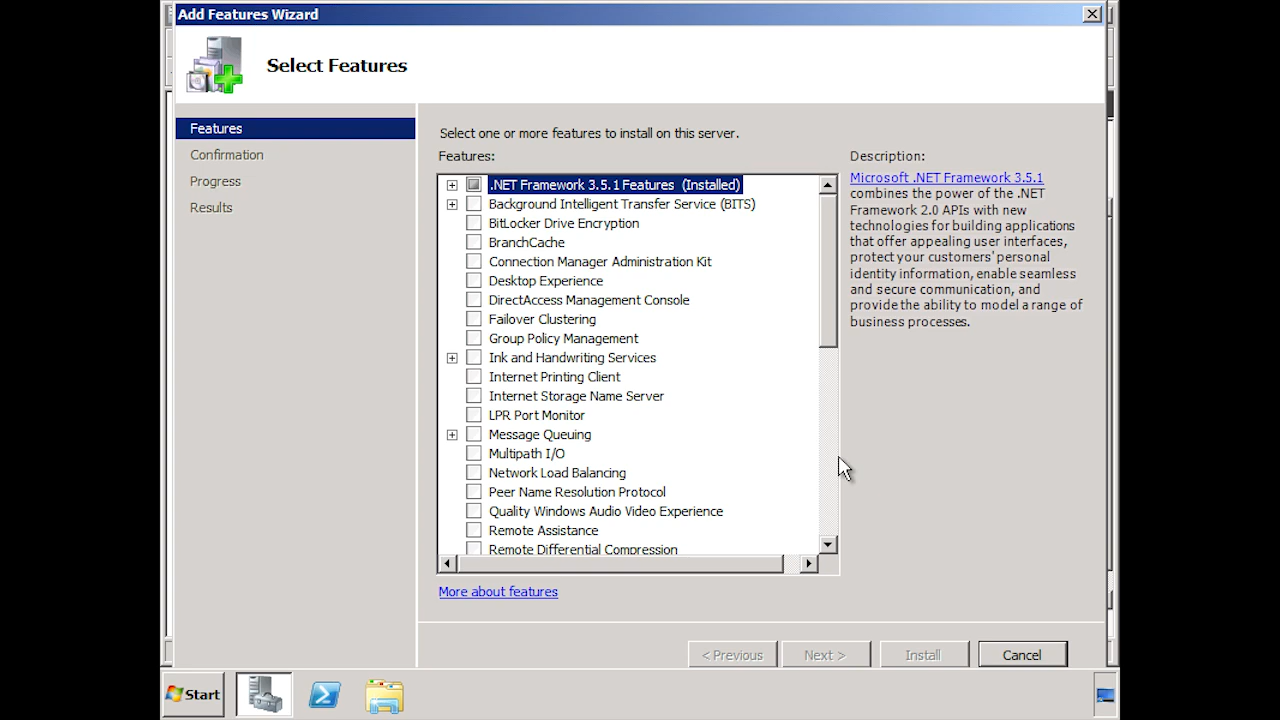 Add Features Wizard
Select Features
Features
Confirmation
Progress
Results
Select one or more features to install on this server.
Features:
.NET Framework 3.5.1 Features (Installed)
Background Intelligent Transfer Service (BITS)
BitLocker Drive Encryption
BranchCache
Connection Manager Administration Kit
Desktop Experience
DirectAccess Management Console
Failover Clustering
Group Policy Management
Ink and Handwriting Services
Internet Printing Client
Internet Storage Name Server
LPR Port Monitor
Message Queuing
Multipath I/O
Network Load Balancing
Peer Name Resolution Protocol
Quality Windows Audio Video Experience
Remote Assistance
Remote Differential Compression
More about features
Description:
Microsoft .NET Framework 3.5.1
combines the power of the .NET
Framework 2.0 APIs with new
technologies for building applications
that offer appealing user interfaces,
protect your customers' personal
identity information, enable seamless
and secure communication, and
provide the ability to model a range of
business processes.
< Previous
Next >
Install
Cancel
Start